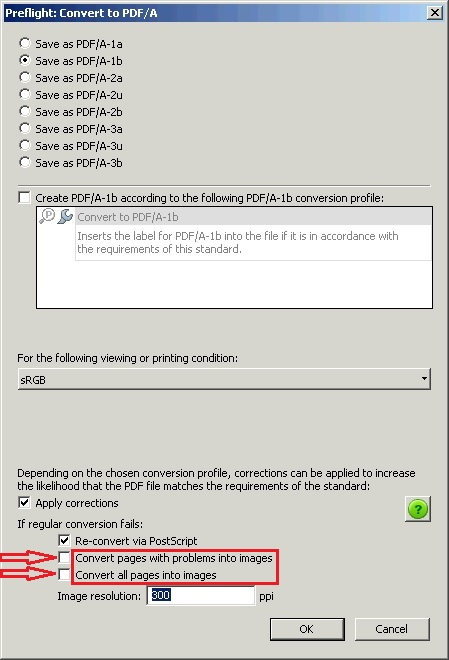 Preflight: Convert to PDF/A
Save as PDF/A-1a
Save as PDF/A-1b
Save as PDF/A-2a
Save as PDF/A-2u
Save as PDF/A-2b
Save as PDF/A-3a
Save as PDF/A-3u
Save as PDF/A-3b
Create PDF/A-1b according to the following PDF/A-1b conversion profile:
Convert to PDF/A-1b
Inserts the label for PDF/A-1b into the file if it is in accordance with
the requirements of this standard.
For the following viewing or printing condition:
sRGB
Depending on the chosen conversion profile, corrections can be applied to increase
the likelihood that the PDF file matches the requirements of the standard:
Apply corrections
If regular conversion fails:
Re-convert via PostScript
Convert pages with problems into images
Convert all pages into images
Image resolution: 300 ppi
OK Cancel